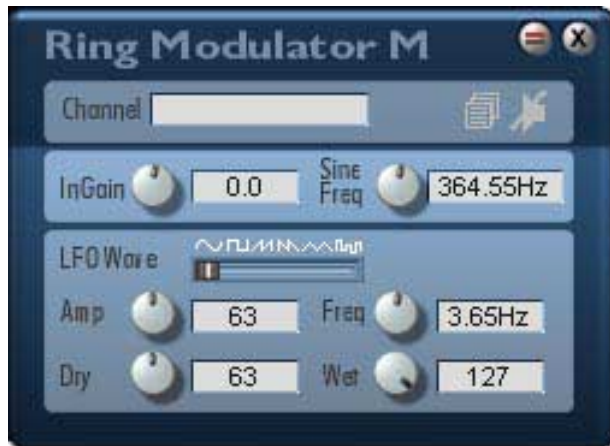 Ring Modulator M
Channel
InGain 0.0 Sine Freq 364.55Hz
LFO Wave
Amp 63 Freq 3.65Hz
Dry 63 Wet 127